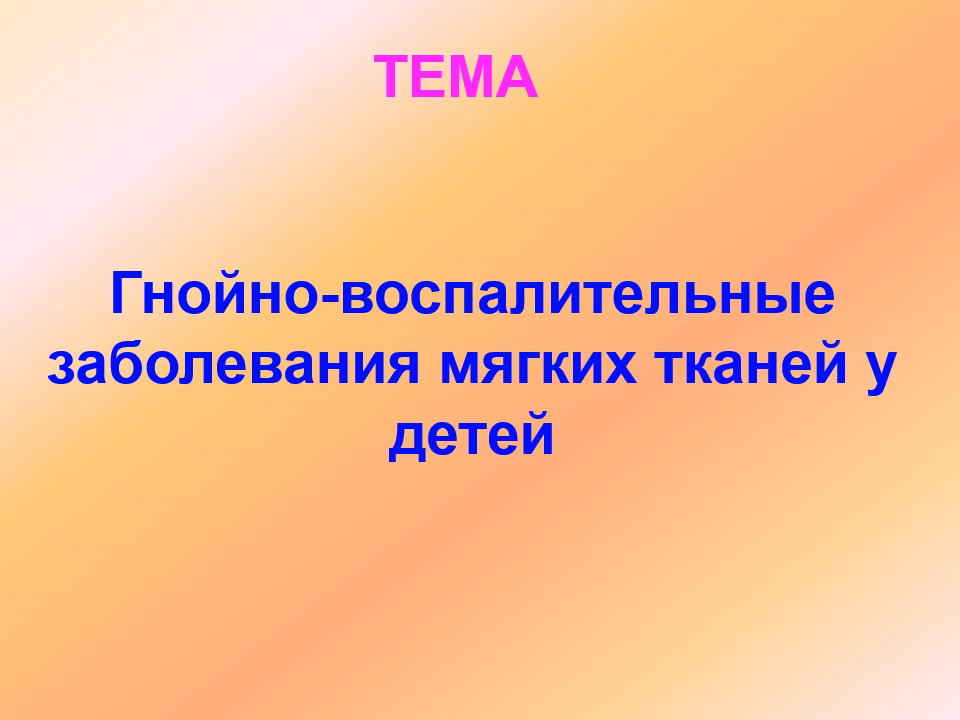 ТЕМА
Гнойно-воспалительные
заболевания мягких тканей у
детей